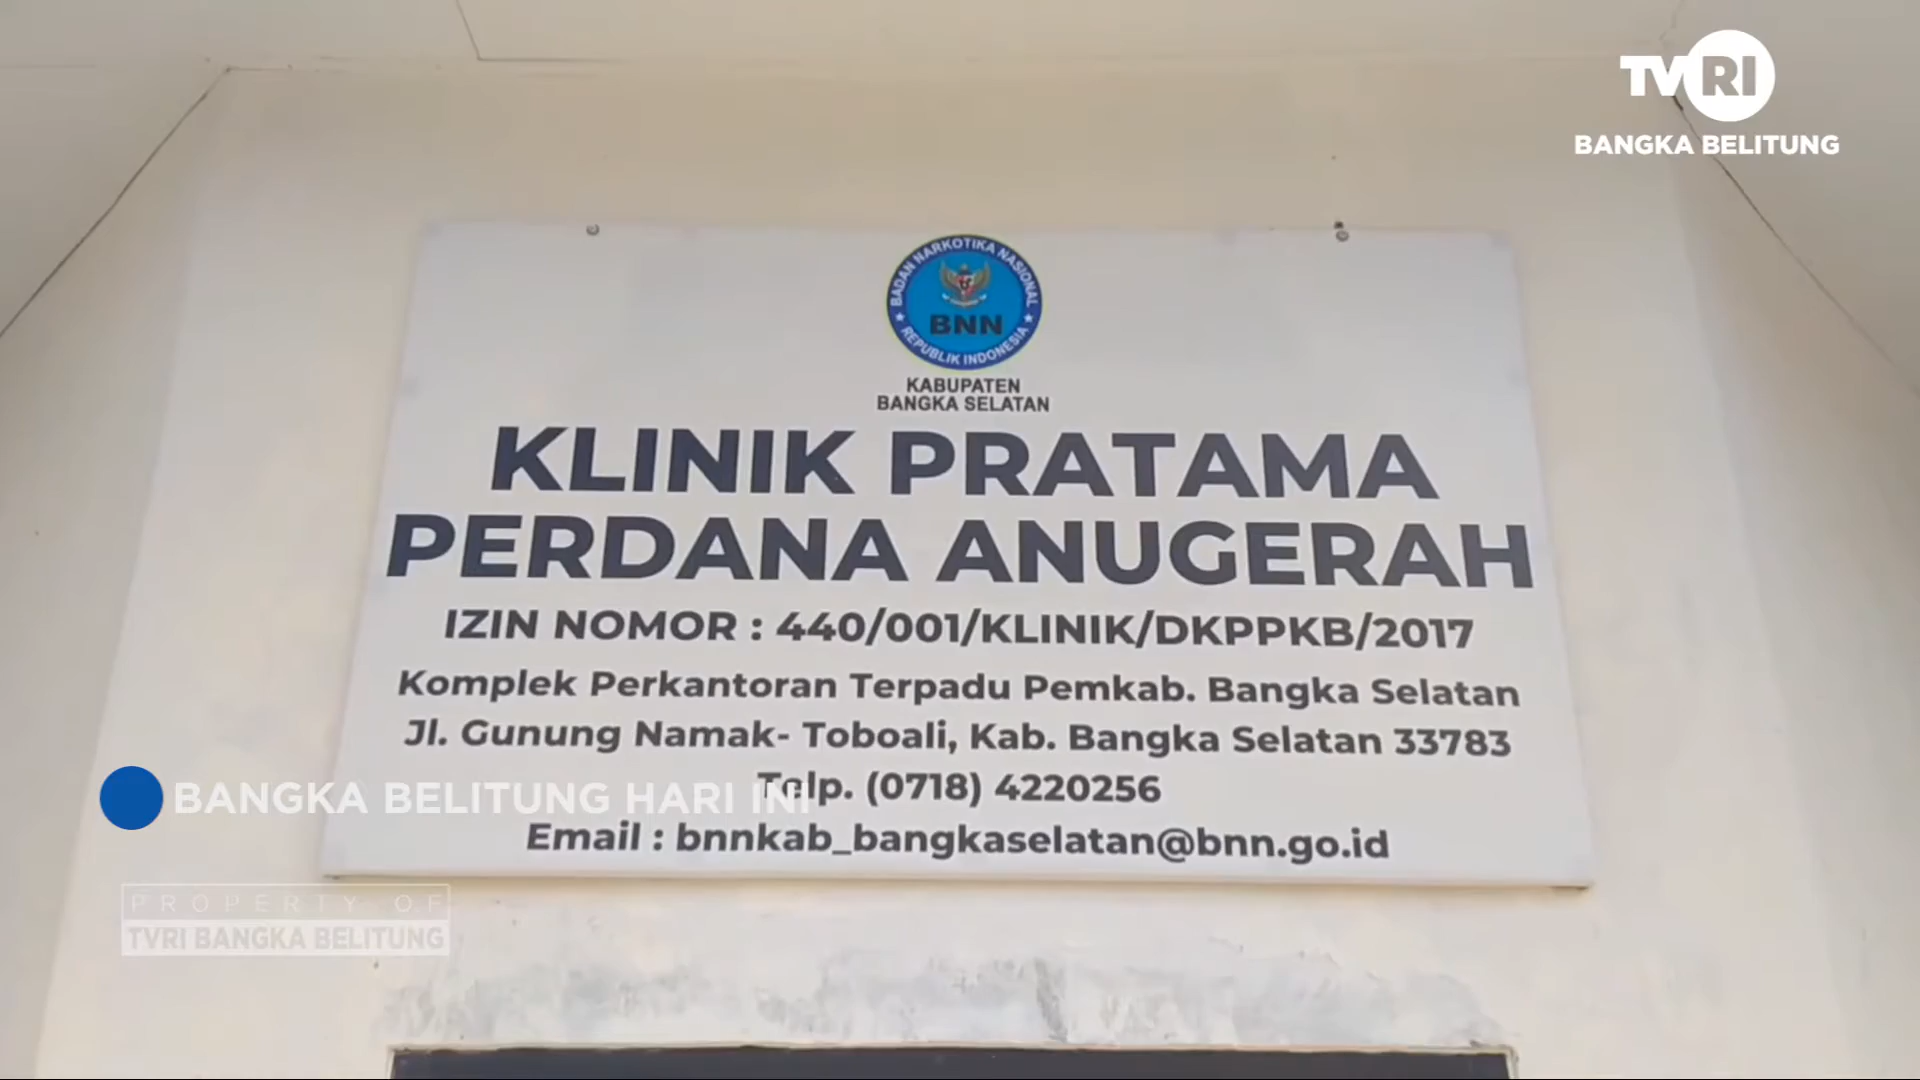 TVRI
BANGKA BELITUNG
BADAN NARKOTIKA NASIONAL
BNN
REPUBLIK INDONESIA
KABUPATEN
BANGKA SELATAN
KLINIK PRATAMA
PERDANA ANUGERAH
IZIN NOMOR : 440/001/KLINIK/DKPPKB/2017
Komplek Perkantoran Terpadu Pemkab. Bangka Selatan
Jl. Gunung Namak- Toboali, Kab. Bangka Selatan 33783
Telp. (0718) 4220256
Email : bnnkab_bangkaselatan@bnn.go.id
BANGKA BELITUNG HARI INI
PROPERTY OF
TVRI BANGKA BELITUNG